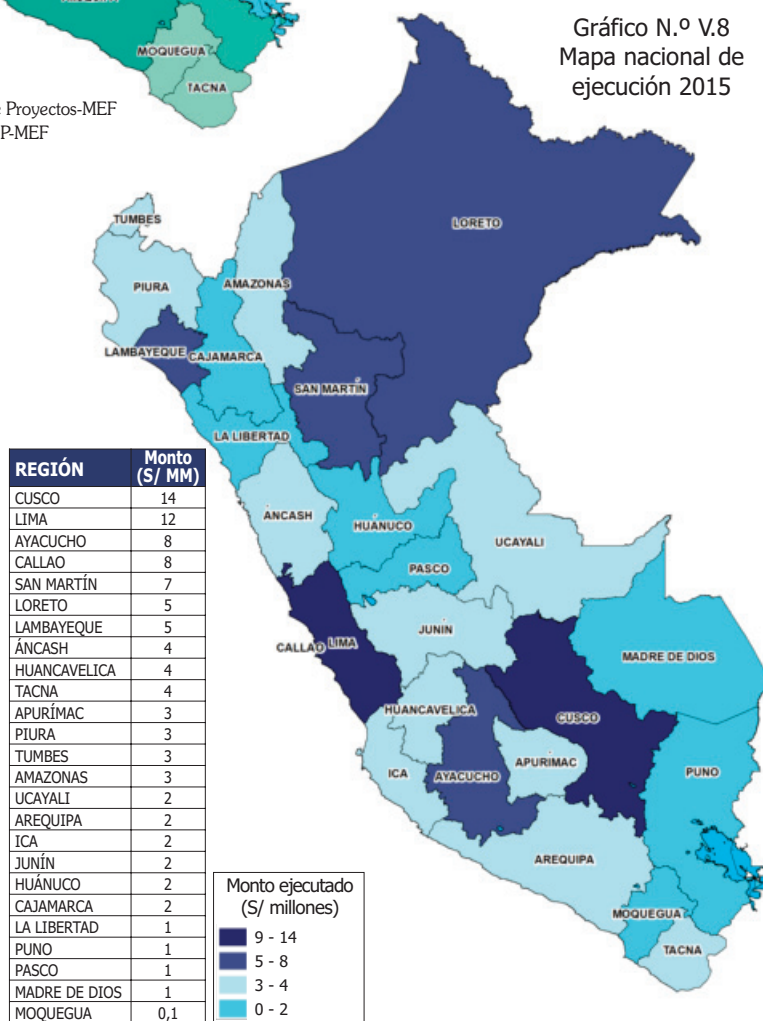 MOQUEGUA
TACNA
Proyectos-MEF
P-MEF
Gráfico N.º V.8
Mapa nacional de
ejecución 2015
TUMBES
PIURA
AMAZONAS
LORETO
LAMBAYEQUE
CAJAMARCA
SAN MARTÍN
LA LIBERTAD
ÁNCASH
HUÁNUCO
UCAYALI
PASCO
JUNÍN
CALLAO
LIMA
MADRE DE DIOS
HUANCAVELICA
CUSCO
ICA
AYACUCHO
APURÍMAC
PUNO
AREQUIPA
MOQUEGUA
TACNA
REGIÓN Monto (S/ MM)
CUSCO 14
LIMA 12
AYACUCHO 8
CALLAO 8
SAN MARTÍN 7
LORETO 5
LAMBAYEQUE 5
ÁNCASH 4
HUANCAVELICA 4
TACNA 4
APURÍMAC 3
PIURA 3
TUMBES 3
AMAZONAS 3
UCAYALI 2
AREQUIPA 2
ICA 2
JUNÍN 2
HUÁNUCO 2
CAJAMARCA 2
LA LIBERTAD 1
PUNO 1
PASCO 1
MADRE DE DIOS 1
MOQUEGUA 0,1
Monto ejecutado
(S/ millones)
9 - 14
5 - 8
3 - 4
0 - 2